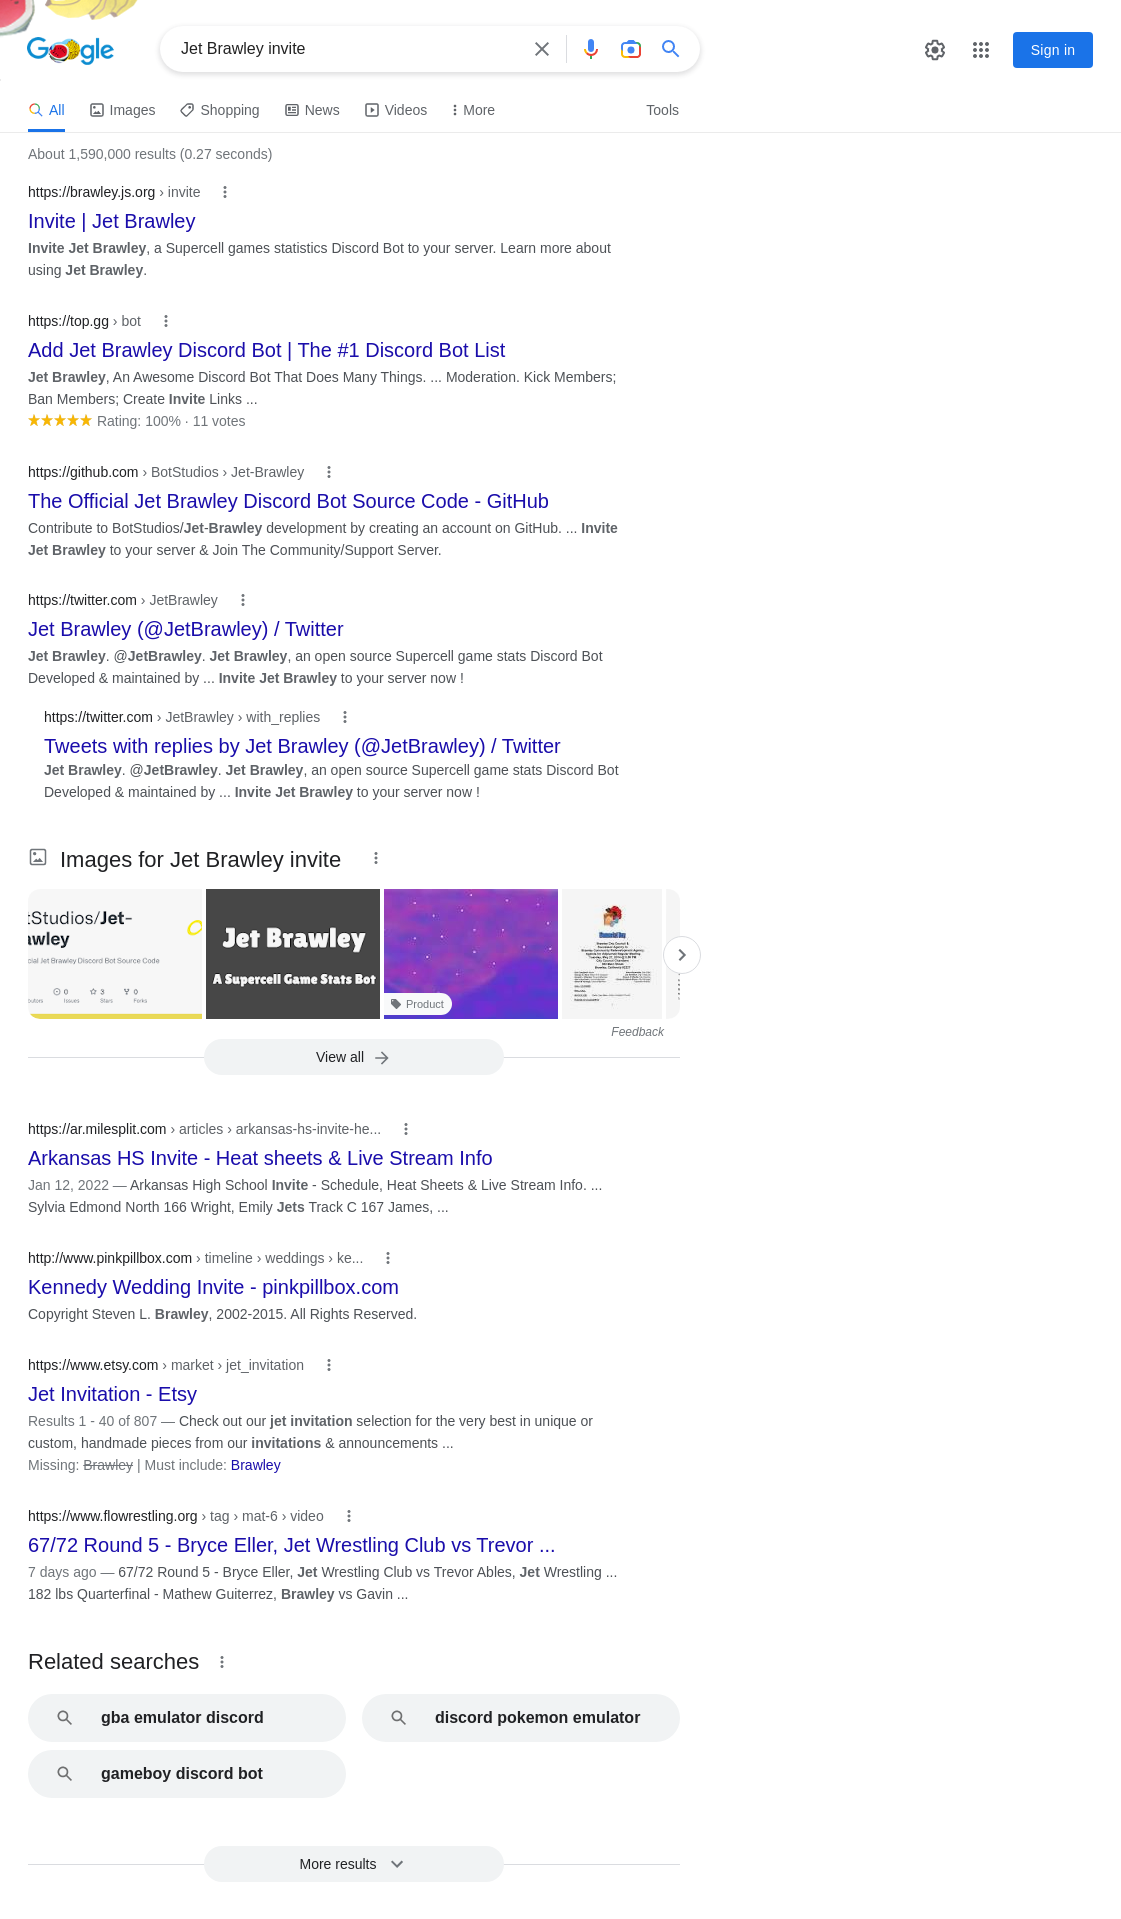 Google
Jet Brawley invite
Sign in
All
Images
Shopping
News
Videos
More
Tools
About 1,590,000 results (0.27 seconds)
https://brawley.js.org › invite
Invite | Jet Brawley
Invite Jet Brawley, a Supercell games statistics Discord Bot to your server. Learn more about
using Jet Brawley.
https://top.gg › bot
Add Jet Brawley Discord Bot | The #1 Discord Bot List
Jet Brawley, An Awesome Discord Bot That Does Many Things. ... Moderation. Kick Members;
Ban Members; Create Invite Links ...
Rating: 100% · 11 votes
https://github.com › BotStudios › Jet-Brawley
The Official Jet Brawley Discord Bot Source Code - GitHub
Contribute to BotStudios/Jet-Brawley development by creating an account on GitHub. ... Invite
Jet Brawley to your server & Join The Community/Support Server.
https://twitter.com › JetBrawley
Jet Brawley (@JetBrawley) / Twitter
Jet Brawley. @JetBrawley. Jet Brawley, an open source Supercell game stats Discord Bot
Developed & maintained by ... Invite Jet Brawley to your server now !
https://twitter.com › JetBrawley › with_replies
Tweets with replies by Jet Brawley (@JetBrawley) / Twitter
Jet Brawley. @JetBrawley. Jet Brawley, an open source Supercell game stats Discord Bot
Developed & maintained by ... Invite Jet Brawley to your server now !
Images for Jet Brawley invite
tStudios/Jet-
awley
cial Jet Brawley Discord Bot Source Code
0
3
0
butors
Issues
Stars
Forks
Jet Brawley
A Supercell Game Stats Bot
Product
Memorial Day
Feedback
View all
https://ar.milesplit.com › articles › arkansas-hs-invite-he...
Arkansas HS Invite - Heat sheets & Live Stream Info
Jan 12, 2022 — Arkansas High School Invite - Schedule, Heat Sheets & Live Stream Info. ...
Sylvia Edmond North 166 Wright, Emily Jets Track C 167 James, ...
http://www.pinkpillbox.com › timeline › weddings › ke...
Kennedy Wedding Invite - pinkpillbox.com
Copyright Steven L. Brawley, 2002-2015. All Rights Reserved.
https://www.etsy.com › market › jet_invitation
Jet Invitation - Etsy
Results 1 - 40 of 807 — Check out our jet invitation selection for the very best in unique or
custom, handmade pieces from our invitations & announcements ...
Missing: Brawley | Must include: Brawley
https://www.flowrestling.org › tag › mat-6 › video
67/72 Round 5 - Bryce Eller, Jet Wrestling Club vs Trevor ...
7 days ago — 67/72 Round 5 - Bryce Eller, Jet Wrestling Club vs Trevor Ables, Jet Wrestling ...
182 lbs Quarterfinal - Mathew Guiterrez, Brawley vs Gavin ...
Related searches
gba emulator discord
discord pokemon emulator
gameboy discord bot
More results